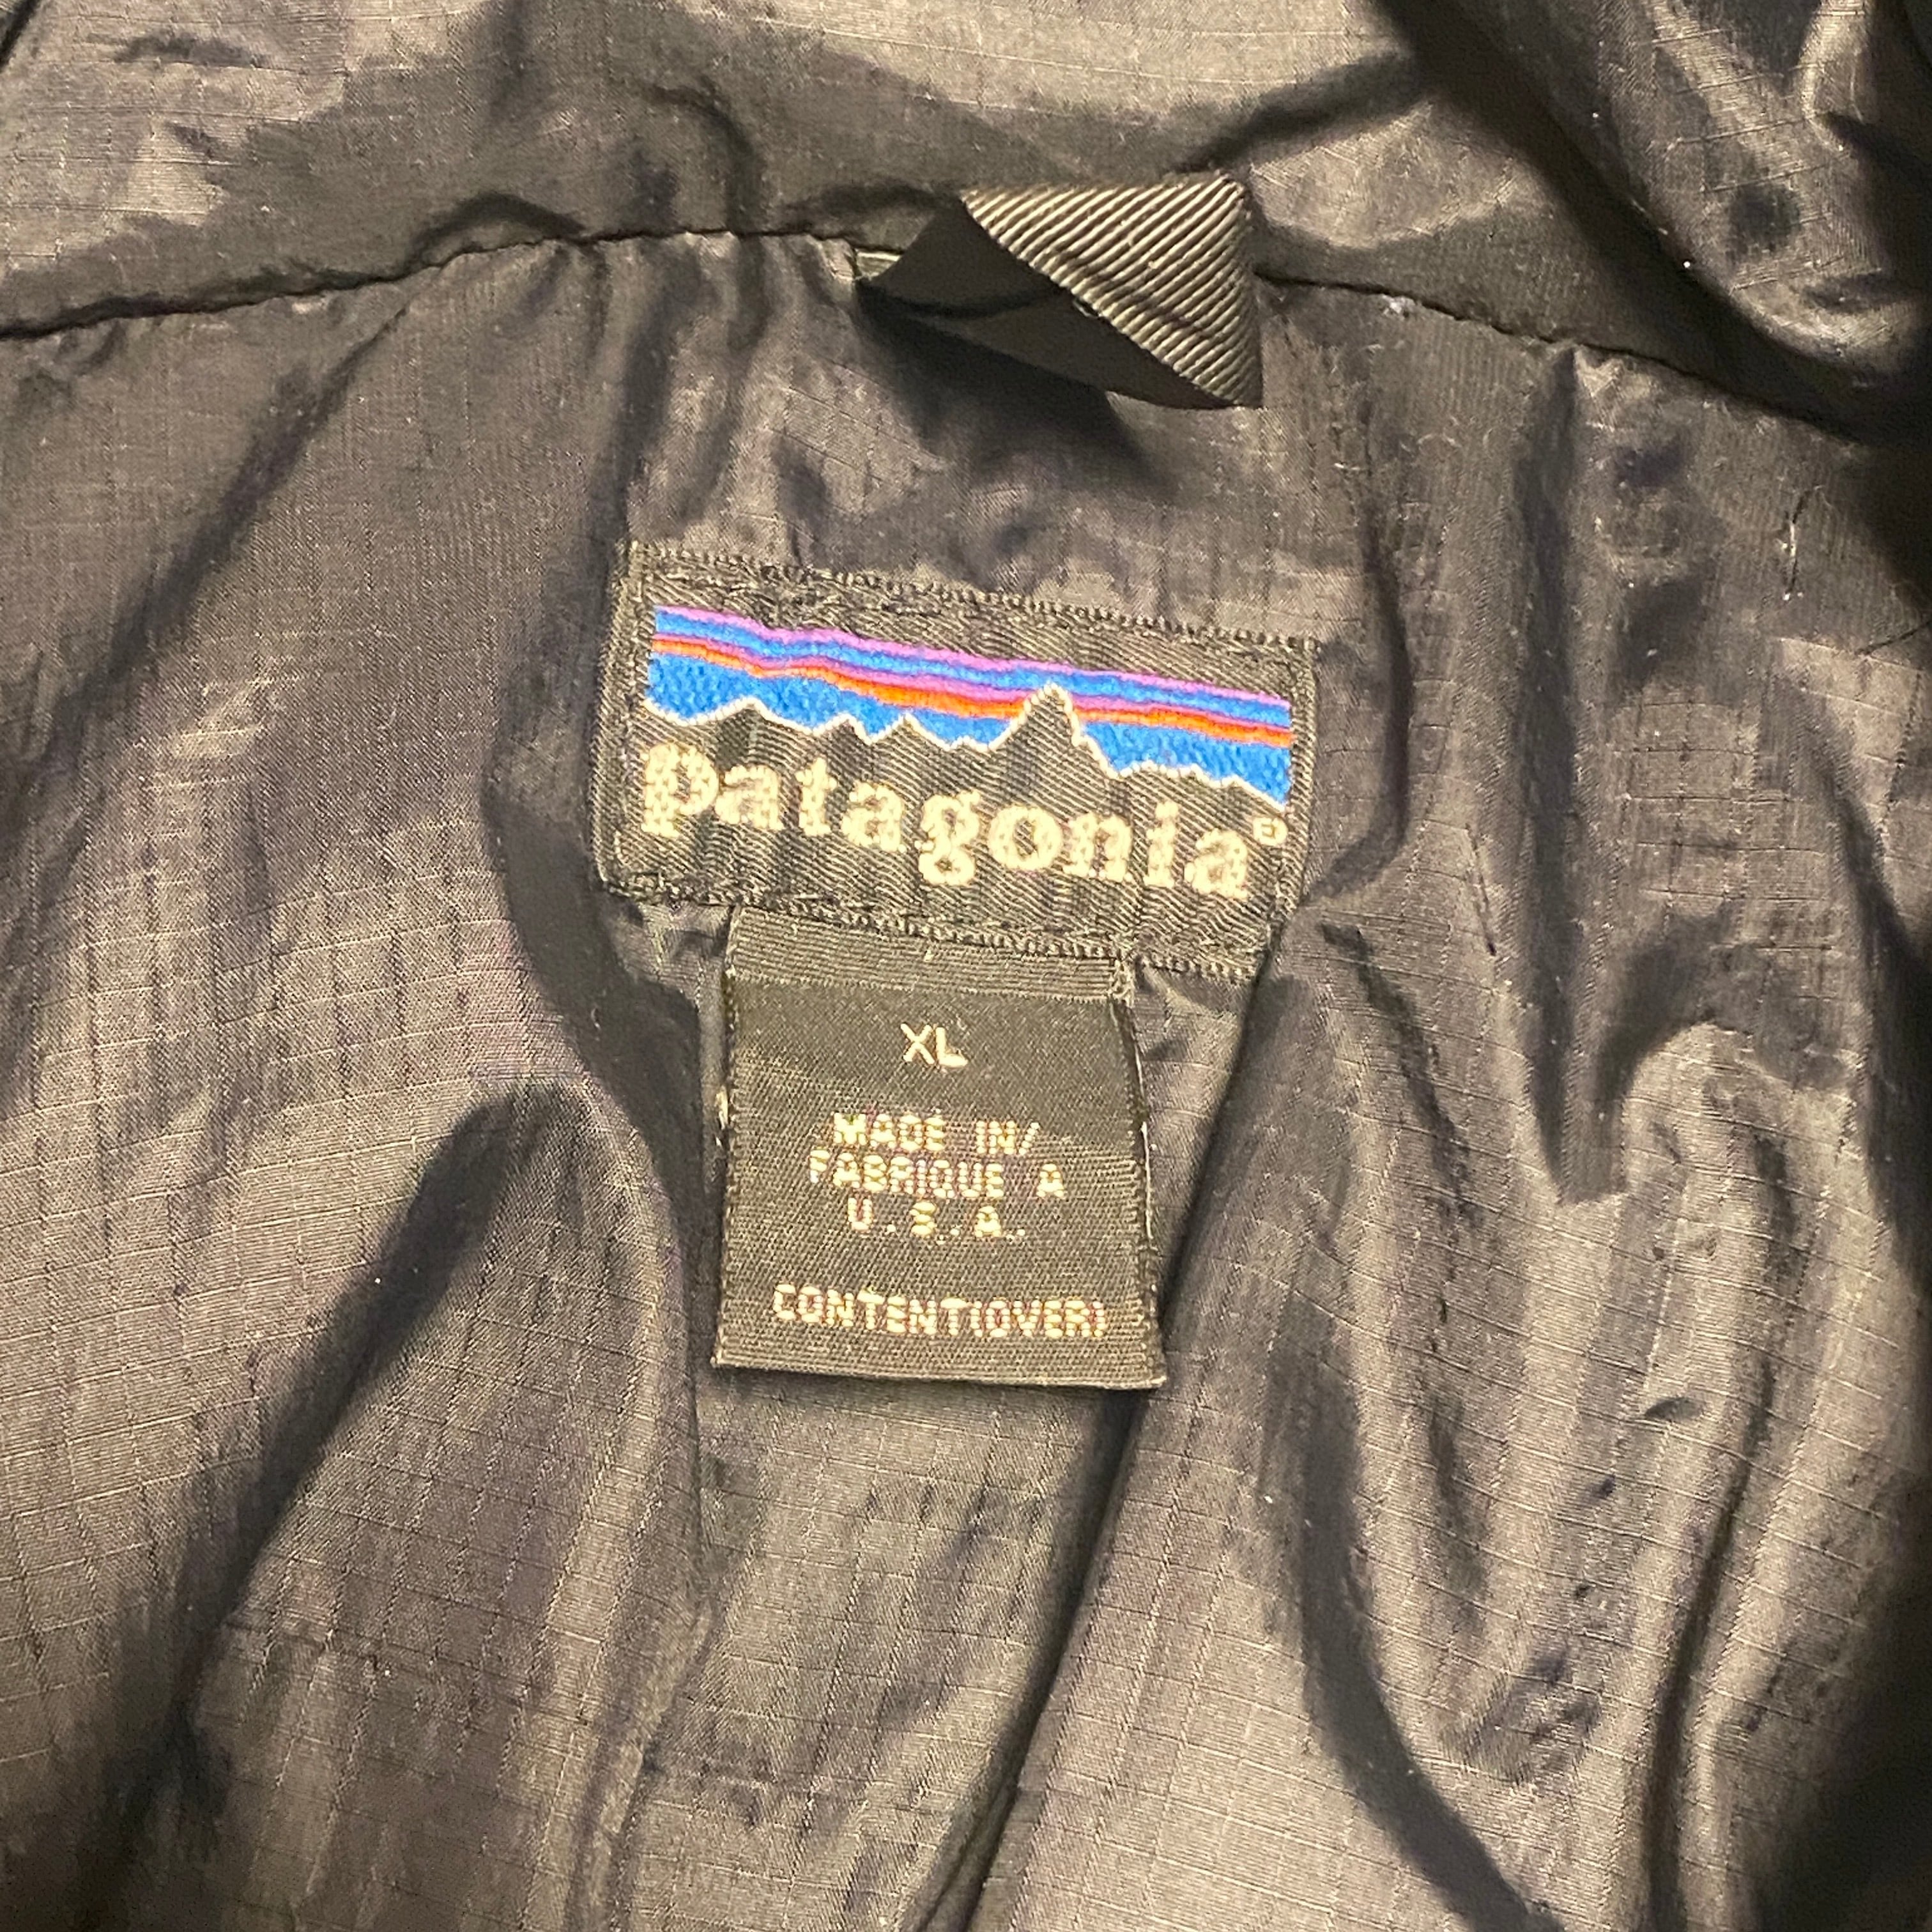 patagonia®
XL
MADE IN/
FABRIQUE A
U.S.A.
CONTENT(OVER)